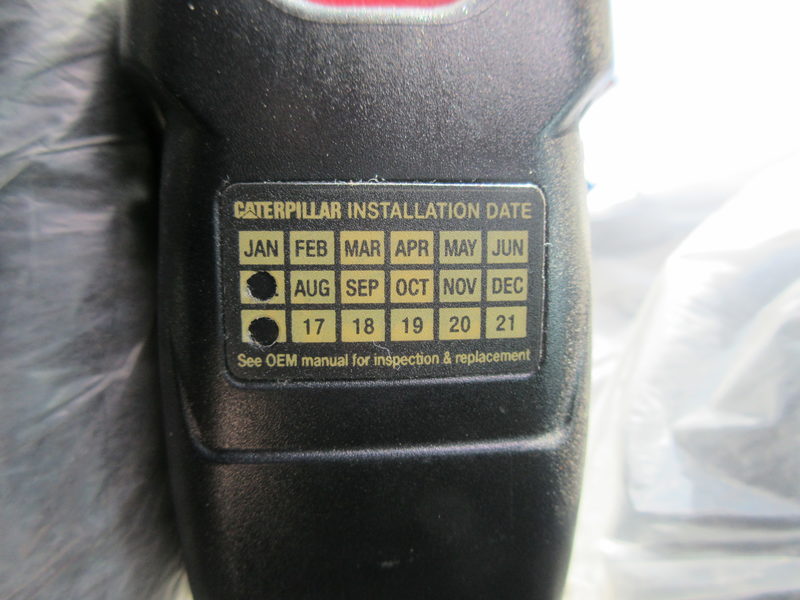 CATERPILLAR INSTALLATION DATE
JAN FEB MAR APR MAY JUN
AUG SEP OCT NOV DEC
17 18 19 20 21
See OEM manual for inspection & replacement